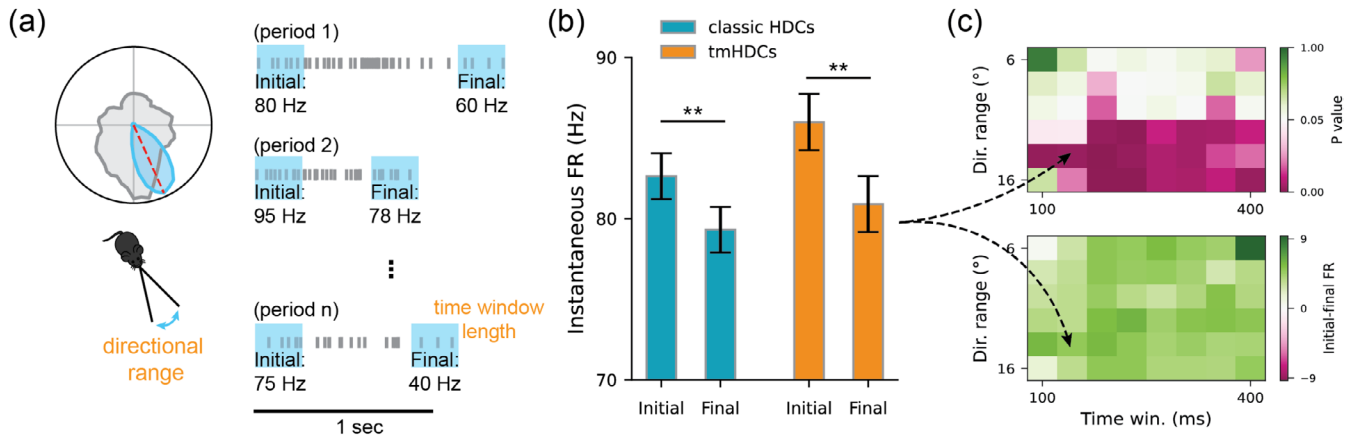 (a)
(period 1)
Initial:
Final:
80 Hz
60 Hz
(period 2)
Initial:
Final:
95 Hz
78 Hz
...
(period n)
time window
length
Initial:
Final:
75 Hz
40 Hz
1 sec
directional
range
(b)
classic HDCs
tmHDCs
Instantaneous FR (Hz)
90
80
70
**
**
Initial
Final
Initial
Final
(c)
Dir. range (°)
6
16
100
400
1.00
0.05
0.00
P value
Dir. range (°)
6
16
100
400
Time win. (ms)
9
0
−9
Initial-final FR